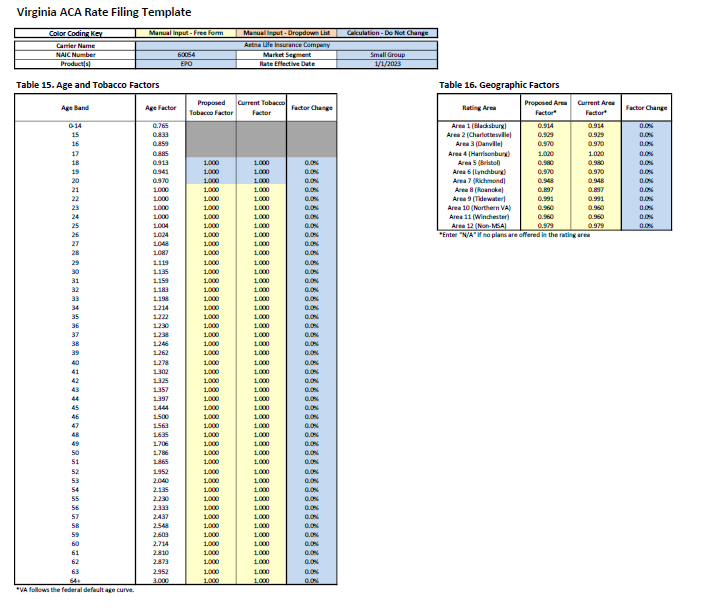 Virginia ACA Rate Filing Template
Color Coding Key Manual Input - Free Form Manual Input - Dropdown List Calculation - Do Not Change
Carrier Name Aetna Life Insurance Company
NAIC Number 60054 Market Segment Small Group
Product(s) EPO Rate Effective Date 1/1/2023
Table 15. Age and Tobacco Factors
Age Band Age Factor Proposed Tobacco Factor Current Tobacco Factor Factor Change
0-14 0.765
15 0.833
16 0.859
17 0.885
18 0.913 1.000 1.000 0.0%
19 0.941 1.000 1.000 0.0%
20 0.970 1.000 1.000 0.0%
21 1.000 1.000 1.000 0.0%
22 1.000 1.000 1.000 0.0%
23 1.000 1.000 1.000 0.0%
24 1.000 1.000 1.000 0.0%
25 1.004 1.000 1.000 0.0%
26 1.024 1.000 1.000 0.0%
27 1.048 1.000 1.000 0.0%
28 1.087 1.000 1.000 0.0%
29 1.119 1.000 1.000 0.0%
30 1.135 1.000 1.000 0.0%
31 1.159 1.000 1.000 0.0%
32 1.183 1.000 1.000 0.0%
33 1.198 1.000 1.000 0.0%
34 1.214 1.000 1.000 0.0%
35 1.222 1.000 1.000 0.0%
36 1.230 1.000 1.000 0.0%
37 1.238 1.000 1.000 0.0%
38 1.246 1.000 1.000 0.0%
39 1.262 1.000 1.000 0.0%
40 1.278 1.000 1.000 0.0%
41 1.302 1.000 1.000 0.0%
42 1.325 1.000 1.000 0.0%
43 1.357 1.000 1.000 0.0%
44 1.397 1.000 1.000 0.0%
45 1.444 1.000 1.000 0.0%
46 1.500 1.000 1.000 0.0%
47 1.563 1.000 1.000 0.0%
48 1.635 1.000 1.000 0.0%
49 1.706 1.000 1.000 0.0%
50 1.786 1.000 1.000 0.0%
51 1.865 1.000 1.000 0.0%
52 1.952 1.000 1.000 0.0%
53 2.040 1.000 1.000 0.0%
54 2.135 1.000 1.000 0.0%
55 2.230 1.000 1.000 0.0%
56 2.333 1.000 1.000 0.0%
57 2.437 1.000 1.000 0.0%
58 2.548 1.000 1.000 0.0%
59 2.603 1.000 1.000 0.0%
60 2.714 1.000 1.000 0.0%
61 2.810 1.000 1.000 0.0%
62 2.873 1.000 1.000 0.0%
63 2.952 1.000 1.000 0.0%
64+ 3.000 1.000 1.000 0.0%
*VA follows the federal default age curve.
Table 16. Geographic Factors
Rating Area Proposed Area Factor* Current Area Factor* Factor Change
Area 1 (Blacksburg) 0.914 0.914 0.0%
Area 2 (Charlottesville) 0.929 0.929 0.0%
Area 3 (Danville) 0.970 0.970 0.0%
Area 4 (Harrisonburg) 1.020 1.020 0.0%
Area 5 (Bristol) 0.980 0.980 0.0%
Area 6 (Lynchburg) 0.970 0.970 0.0%
Area 7 (Richmond) 0.948 0.948 0.0%
Area 8 (Roanoke) 0.897 0.897 0.0%
Area 9 (Tidewater) 0.991 0.991 0.0%
Area 10 (Northern VA) 0.960 0.960 0.0%
Area 11 (Winchester) 0.960 0.960 0.0%
Area 12 (Non-MSA) 0.979 0.979 0.0%
*Enter "N/A" if no plans are offered in the rating area